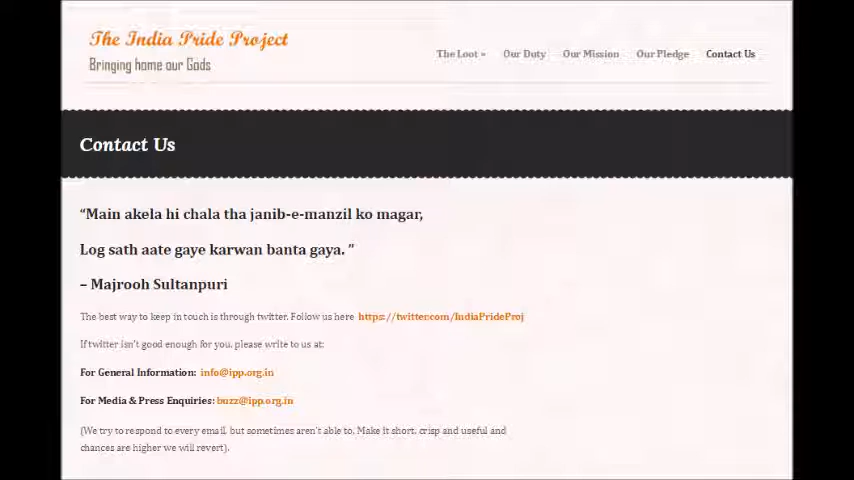 The India Pride Project
Bringing home our Gods
The Loot » Our Duty Our Mission Our Pledge Contact Us
Contact Us
“Main akela hi chala tha janib-e-manzil ko magar,
Log sath aate gaye karwan banta gaya. ”
– Majrooh Sultanpuri
The best way to keep in touch is through twitter. Follow us here https://twitter.com/IndiaPrideProj
If twitter isn't good enough for you, please write to us at:
For General Information: info@ipp.org.in
For Media & Press Enquiries: buzz@ipp.org.in
(We try to respond to every email, but sometimes aren't able to. Make it short, crisp and useful and
chances are higher we will revert).